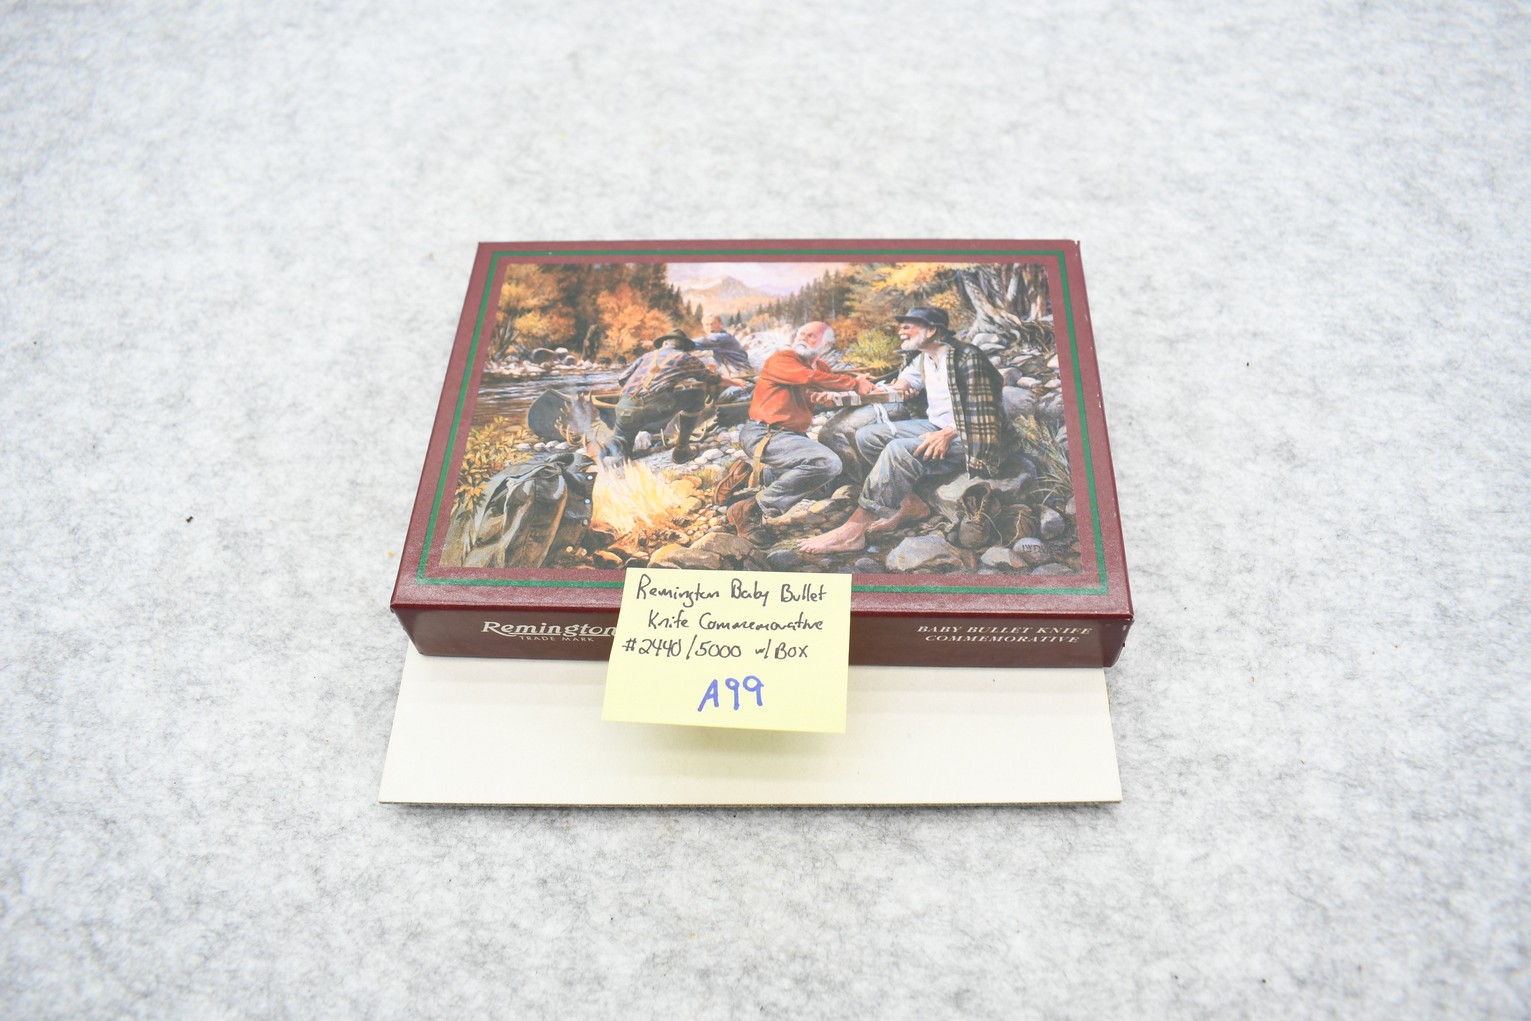 Remington Baby Bullet
Knife Commemorative
#2440/5000 w/Box
A99
Remington
TRADE MARK
BABY BULLET KNIFE
COMMEMORATIVE